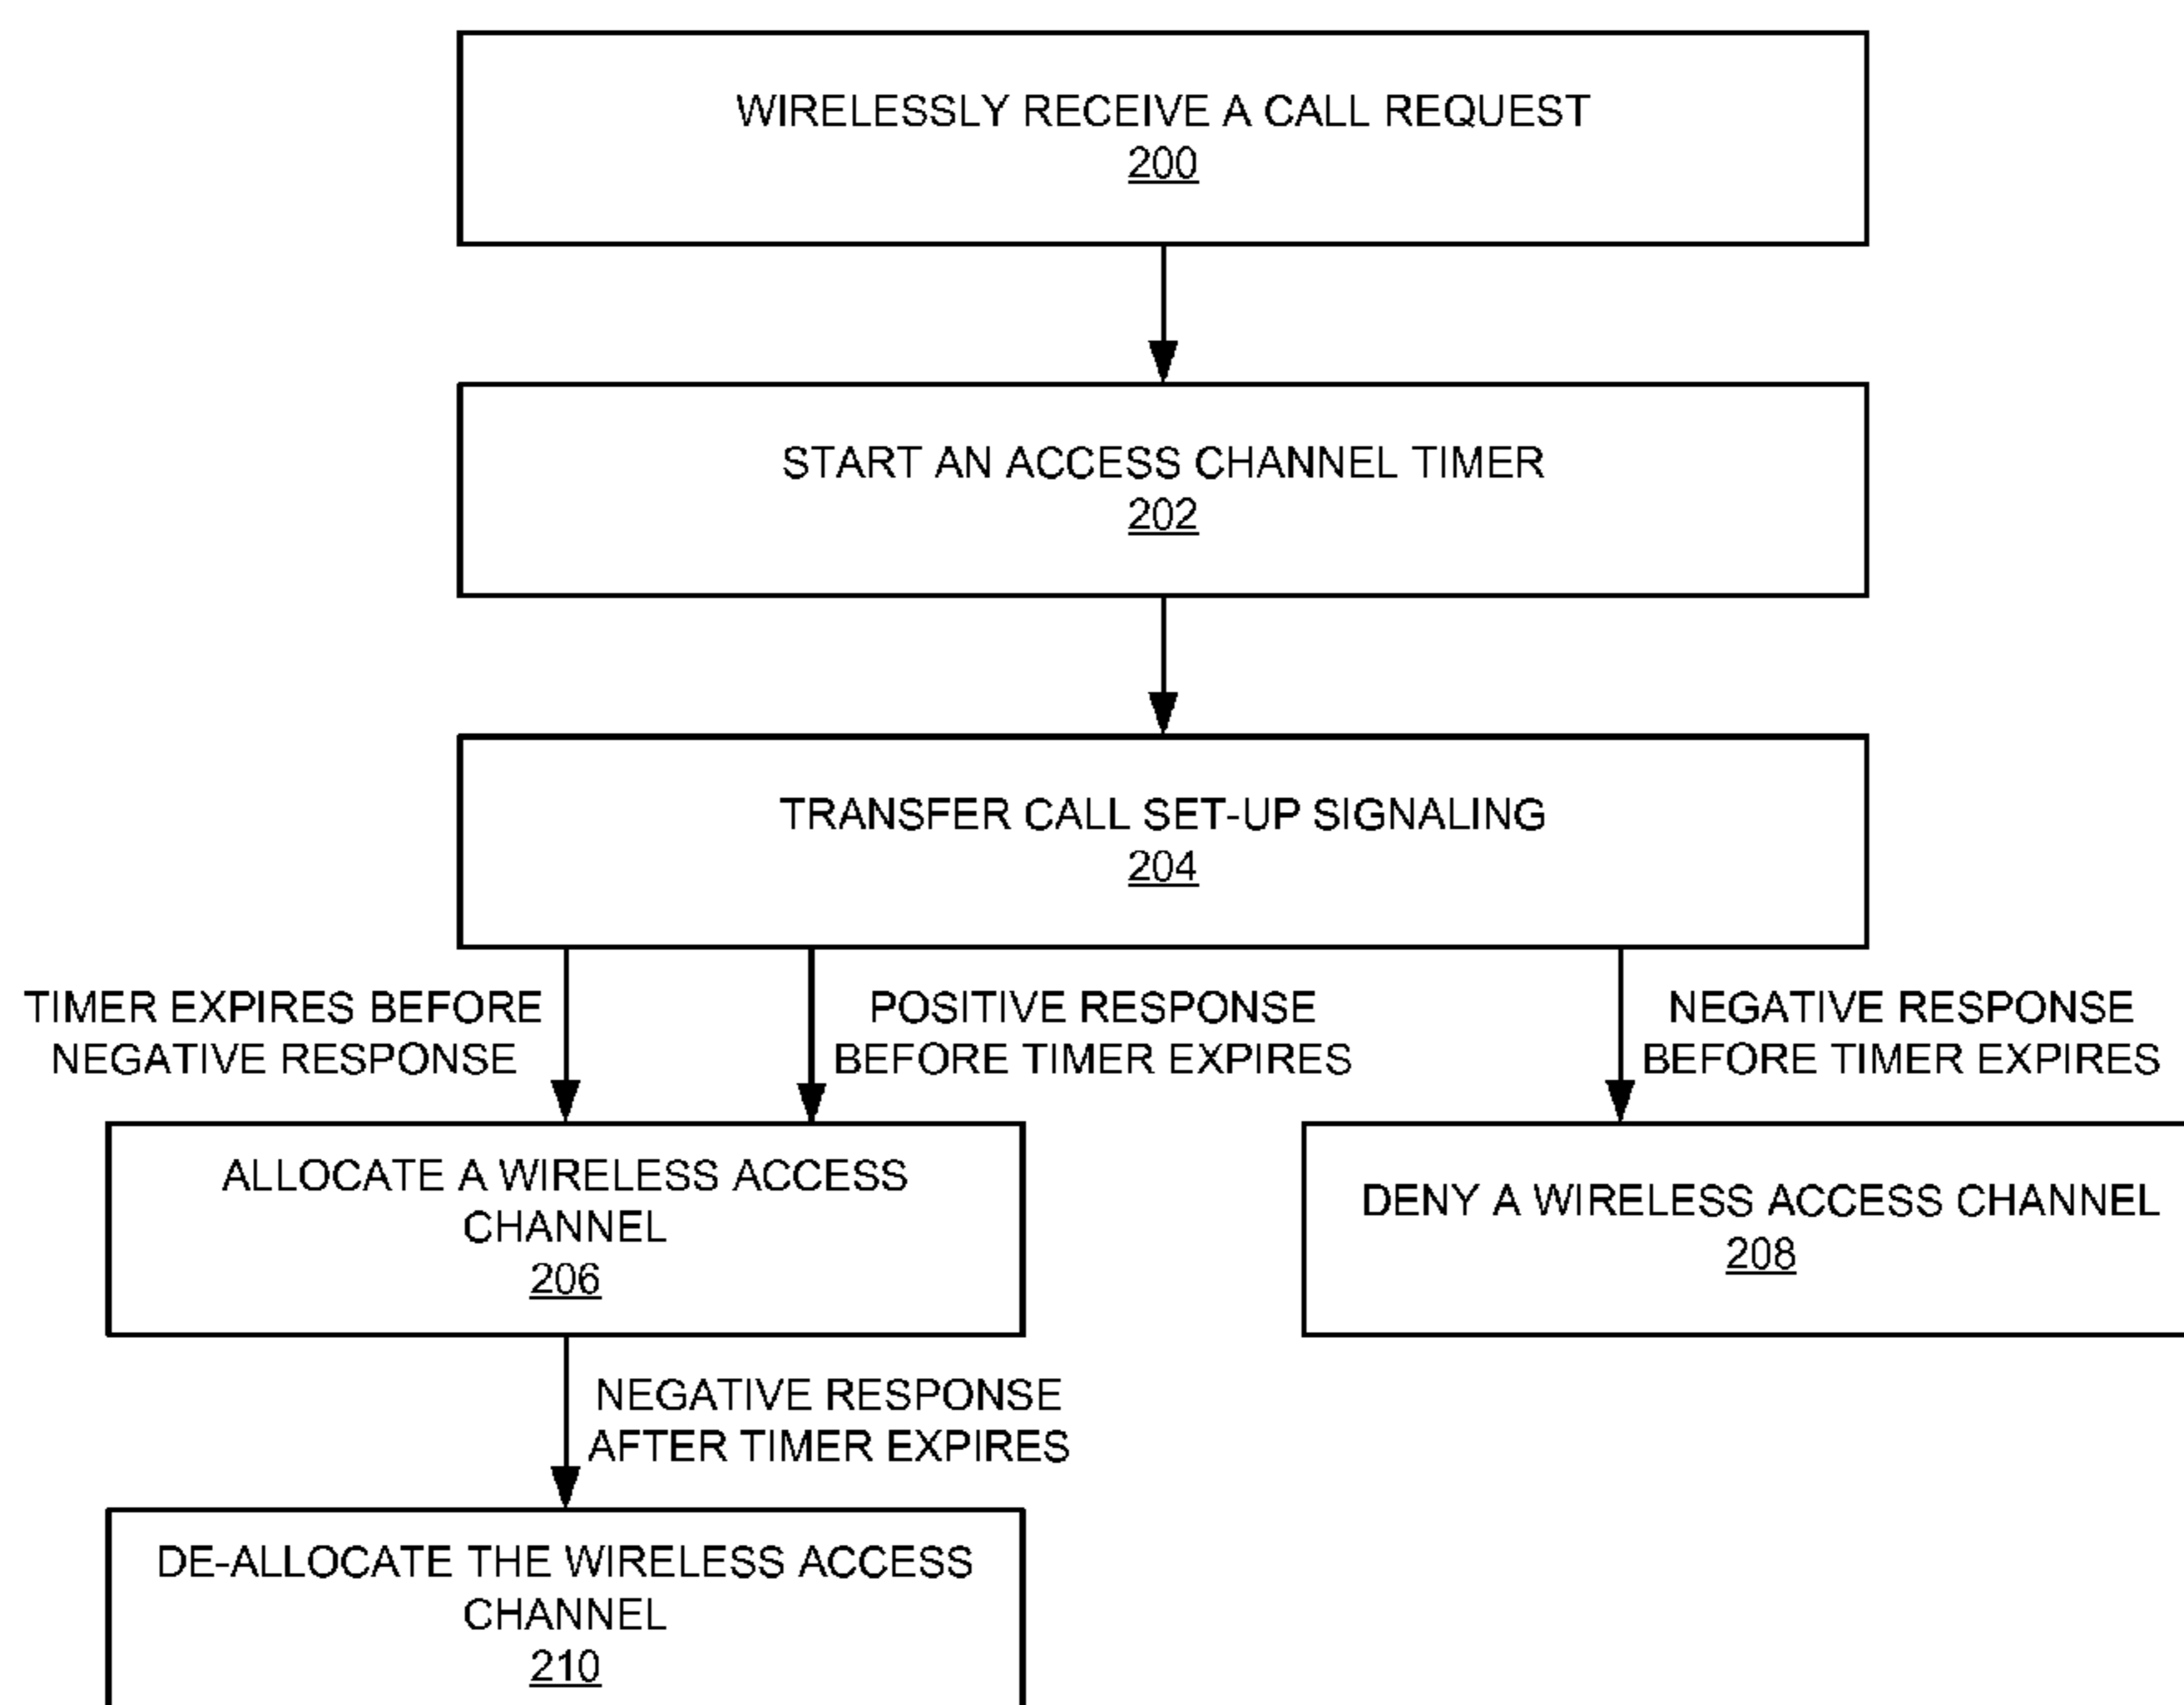 WIRELESSLY RECEIVE A CALL REQUEST
200
START AN ACCESS CHANNEL TIMER
202
TRANSFER CALL SET-UP SIGNALING
204
TIMER EXPIRES BEFORE
NEGATIVE RESPONSE
POSITIVE RESPONSE
BEFORE TIMER EXPIRES
NEGATIVE RESPONSE
BEFORE TIMER EXPIRES
ALLOCATE A WIRELESS ACCESS
CHANNEL
206
DENY A WIRELESS ACCESS CHANNEL
208
NEGATIVE RESPONSE
AFTER TIMER EXPIRES
DE-ALLOCATE THE WIRELESS ACCESS
CHANNEL
210